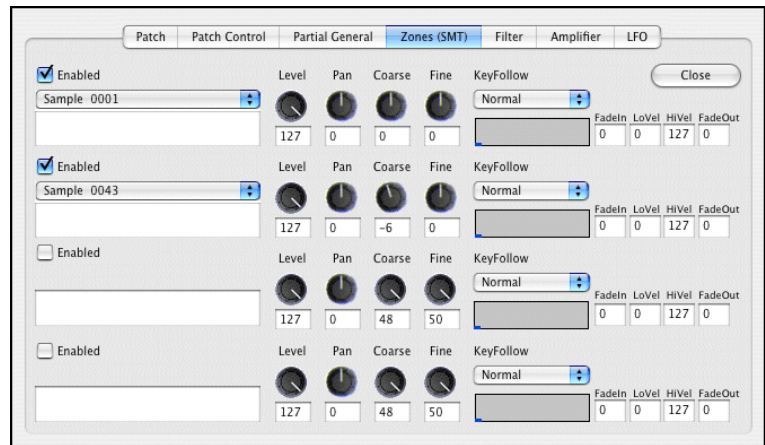 Patch Patch Control Partial General Zones (SMT) Filter Amplifier LFO
Enabled Level Pan Coarse Fine KeyFollow Close
Sample 0001 Normal
FadeIn LoVel HiVel FadeOut
127 0 0 0 0 0 127 0
Enabled Level Pan Coarse Fine KeyFollow
Sample 0043 Normal
FadeIn LoVel HiVel FadeOut
127 0 -6 0 0 0 127 0
Enabled Level Pan Coarse Fine KeyFollow
Normal
FadeIn LoVel HiVel FadeOut
127 0 48 50 0 0 127 0
Enabled Level Pan Coarse Fine KeyFollow
Normal
FadeIn LoVel HiVel FadeOut
127 0 48 50 0 0 127 0